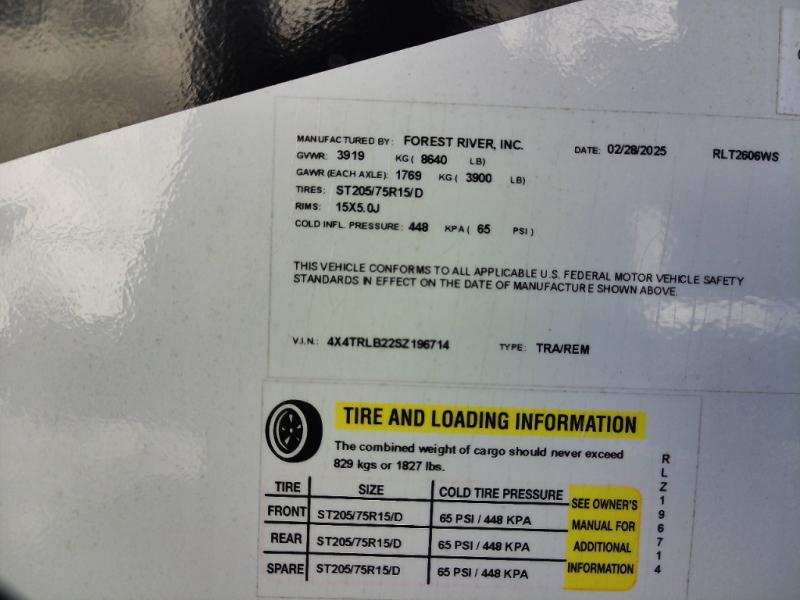 MANUFACTURED BY: FOREST RIVER, INC. DATE: 02/28/2025 RLT2606WS
GVWR: 3919 KG ( 8640 LB)
GAWR (EACH AXLE): 1769 KG ( 3900 LB)
TIRES: ST205/75R15/D
RIMS: 15X5.0J
COLD INFL. PRESSURE: 448 KPA ( 65 PSI )
THIS VEHICLE CONFORMS TO ALL APPLICABLE U.S. FEDERAL MOTOR VEHICLE SAFETY
STANDARDS IN EFFECT ON THE DATE OF MANUFACTURE SHOWN ABOVE.
V.I.N.: 4X4TRLB22SZ196714 TYPE: TRA/REM
TIRE AND LOADING INFORMATION
The combined weight of cargo should never exceed
829 kgs or 1827 lbs.
TIRE SIZE COLD TIRE PRESSURE
FRONT ST205/75R15/D 65 PSI / 448 KPA
REAR ST205/75R15/D 65 PSI / 448 KPA
SPARE ST205/75R15/D 65 PSI / 448 KPA
SEE OWNER'S
MANUAL FOR
ADDITIONAL
INFORMATION
RLZ196714